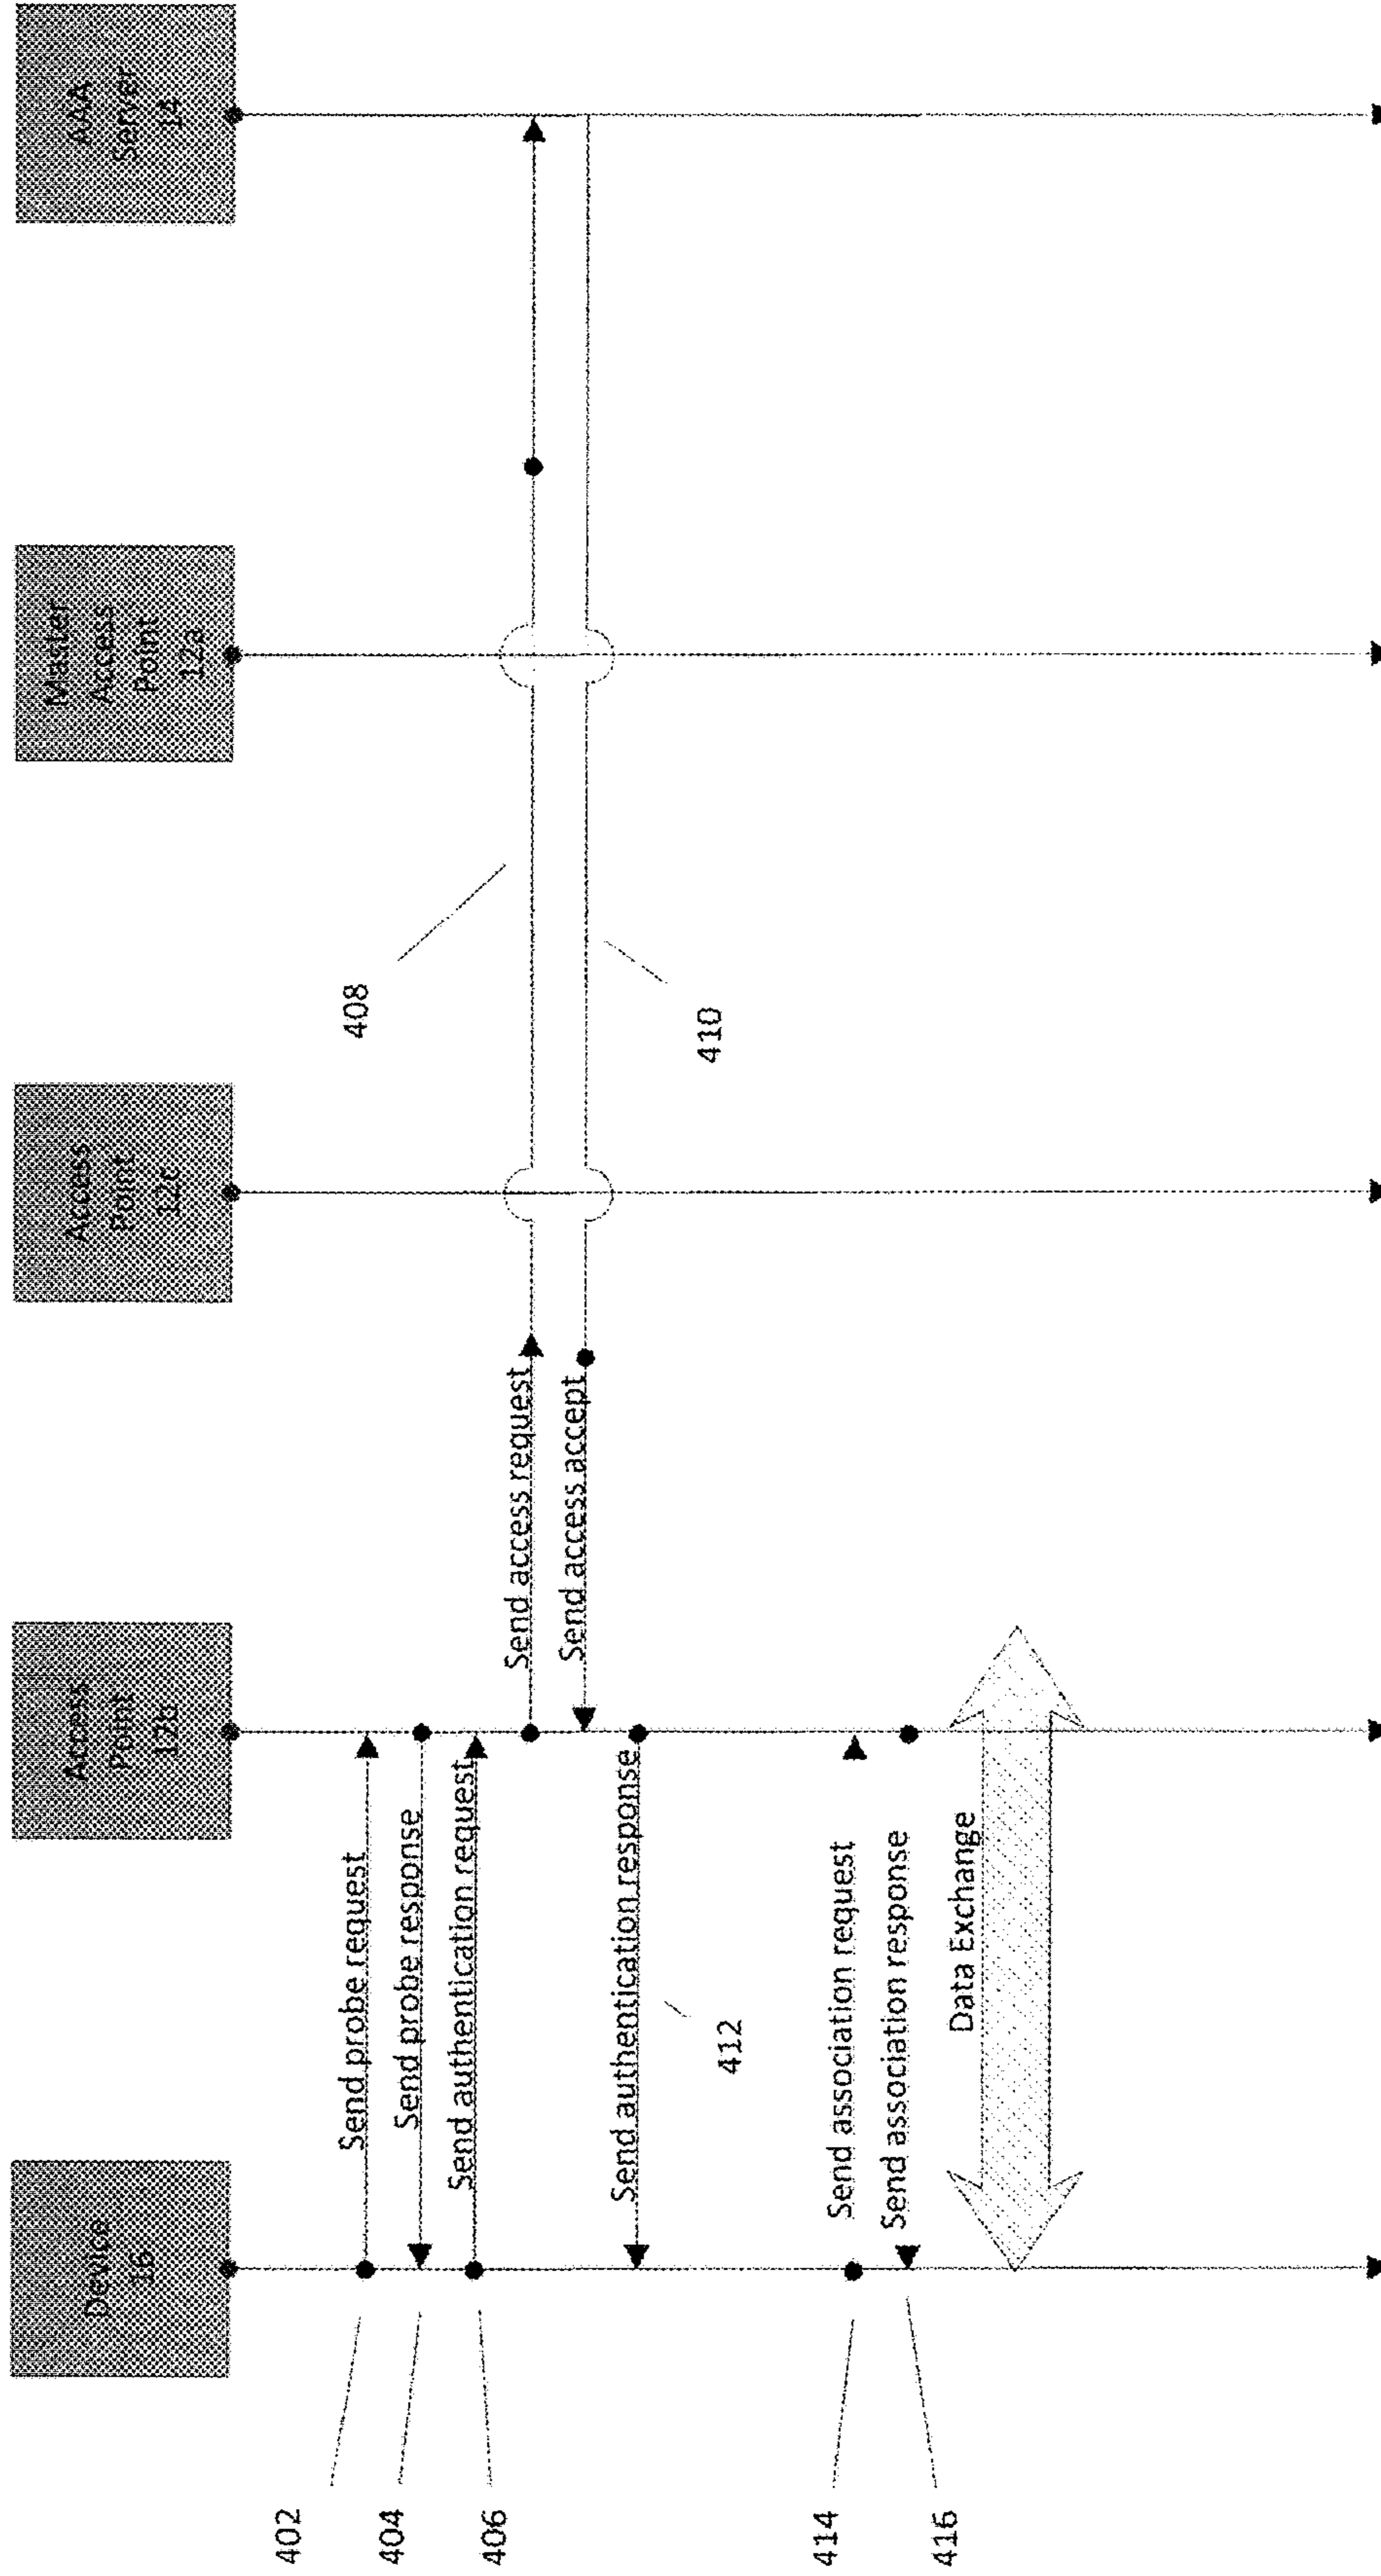 Device
16
Access
Point
12b
Access
Point
12c
Master
Access
Point
12a
AAA
Server
14
402
Send probe request
404
Send probe response
406
Send authentication request
Send access request
408
Send access accept
410
Send authentication response
412
414
Send association request
416
Send association response
Data Exchange